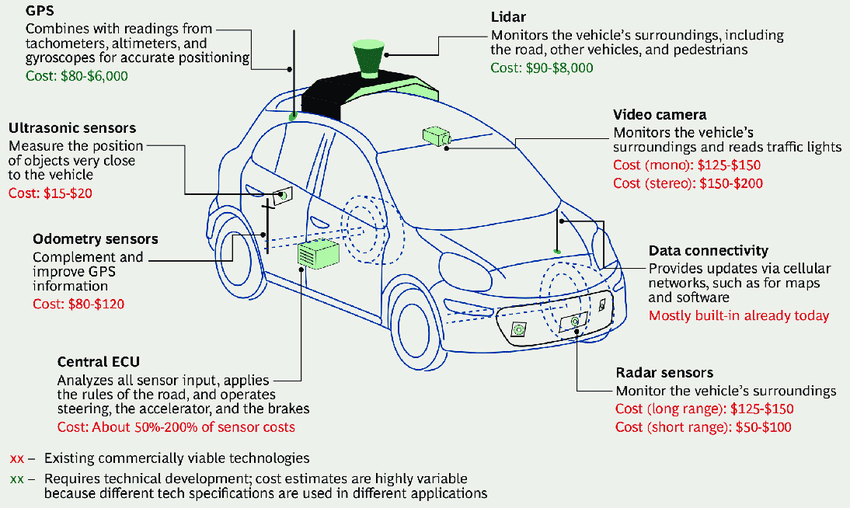 GPS
Combines with readings from
tachometers, altimeters, and
gyroscopes for accurate positioning
Cost: $80-$6,000
Lidar
Monitors the vehicle's surroundings, including
the road, other vehicles, and pedestrians
Cost: $90-$8,000
Ultrasonic sensors
Measure the position
of objects very close
to the vehicle
Cost: $15-$20
Video camera
Monitors the vehicle's
surroundings and reads traffic lights
Cost (mono): $125-$150
Cost (stereo): $150-$200
Odometry sensors
Complement and
improve GPS
information
Cost: $80-$120
Data connectivity
Provides updates via cellular
networks, such as for maps
and software
Mostly built-in already today
Central ECU
Analyzes all sensor input, applies
the rules of the road, and operates
steering, the accelerator, and the brakes
Cost: About 50%-200% of sensor costs
Radar sensors
Monitor the vehicle's surroundings
Cost (long range): $125-$150
Cost (short range): $50-$100
xx – Existing commercially viable technologies
xx – Requires technical development; cost estimates are highly variable
because different tech specifications are used in different applications